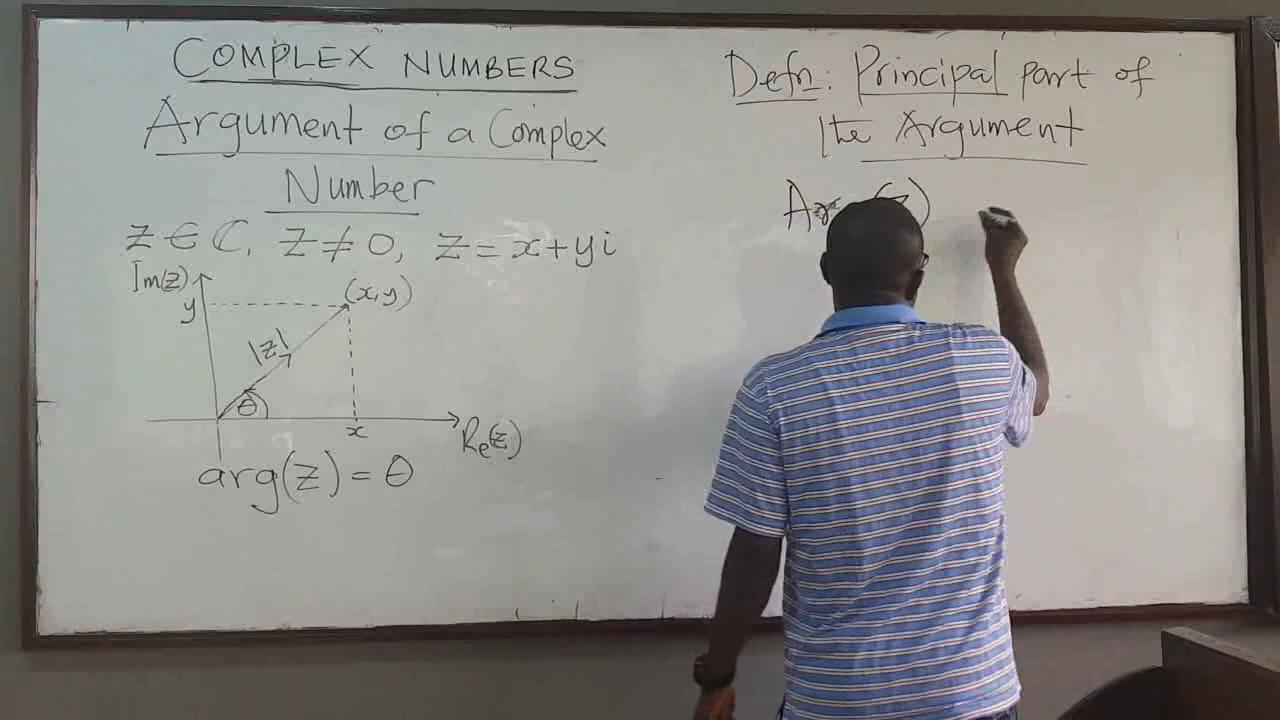 COMPLEX NUMBERS
Argument of a Complex
Number
z ∈ ℂ, z ≠ 0, z = x + yi
Im(z)
y
(x,y)
|z|
θ
x
Re(z)
arg(z) = θ
Defn: Principal part of
the Argument
(z)